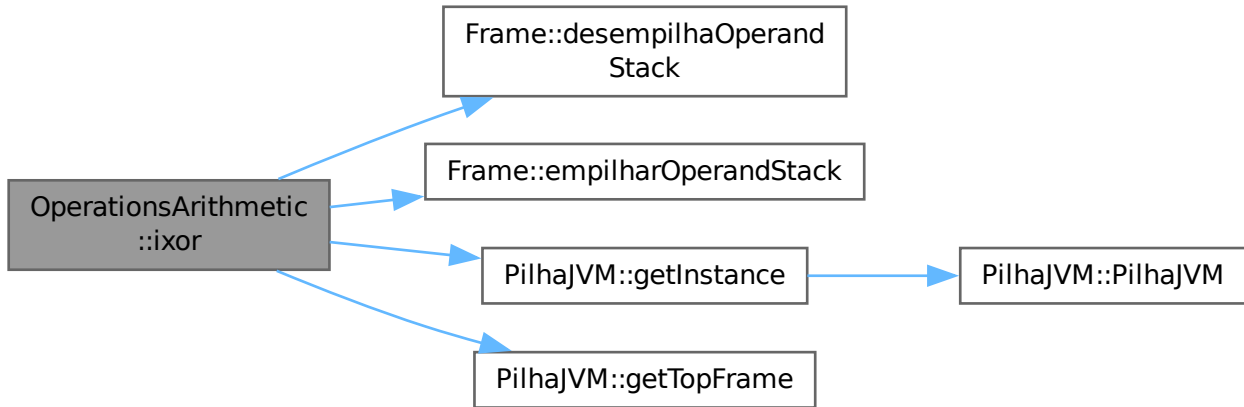 Frame::desempilhaOperand
Stack
Frame::empilharOperandStack
OperationsArithmetic
::ixor
PilhaJVM::getInstance
PilhaJVM::PilhaJVM
PilhaJVM::getTopFrame